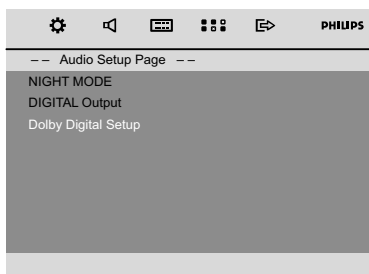 PHILIPS
-- Audio Setup Page --
NIGHT MODE
DIGITAL Output
Dolby Digital Setup